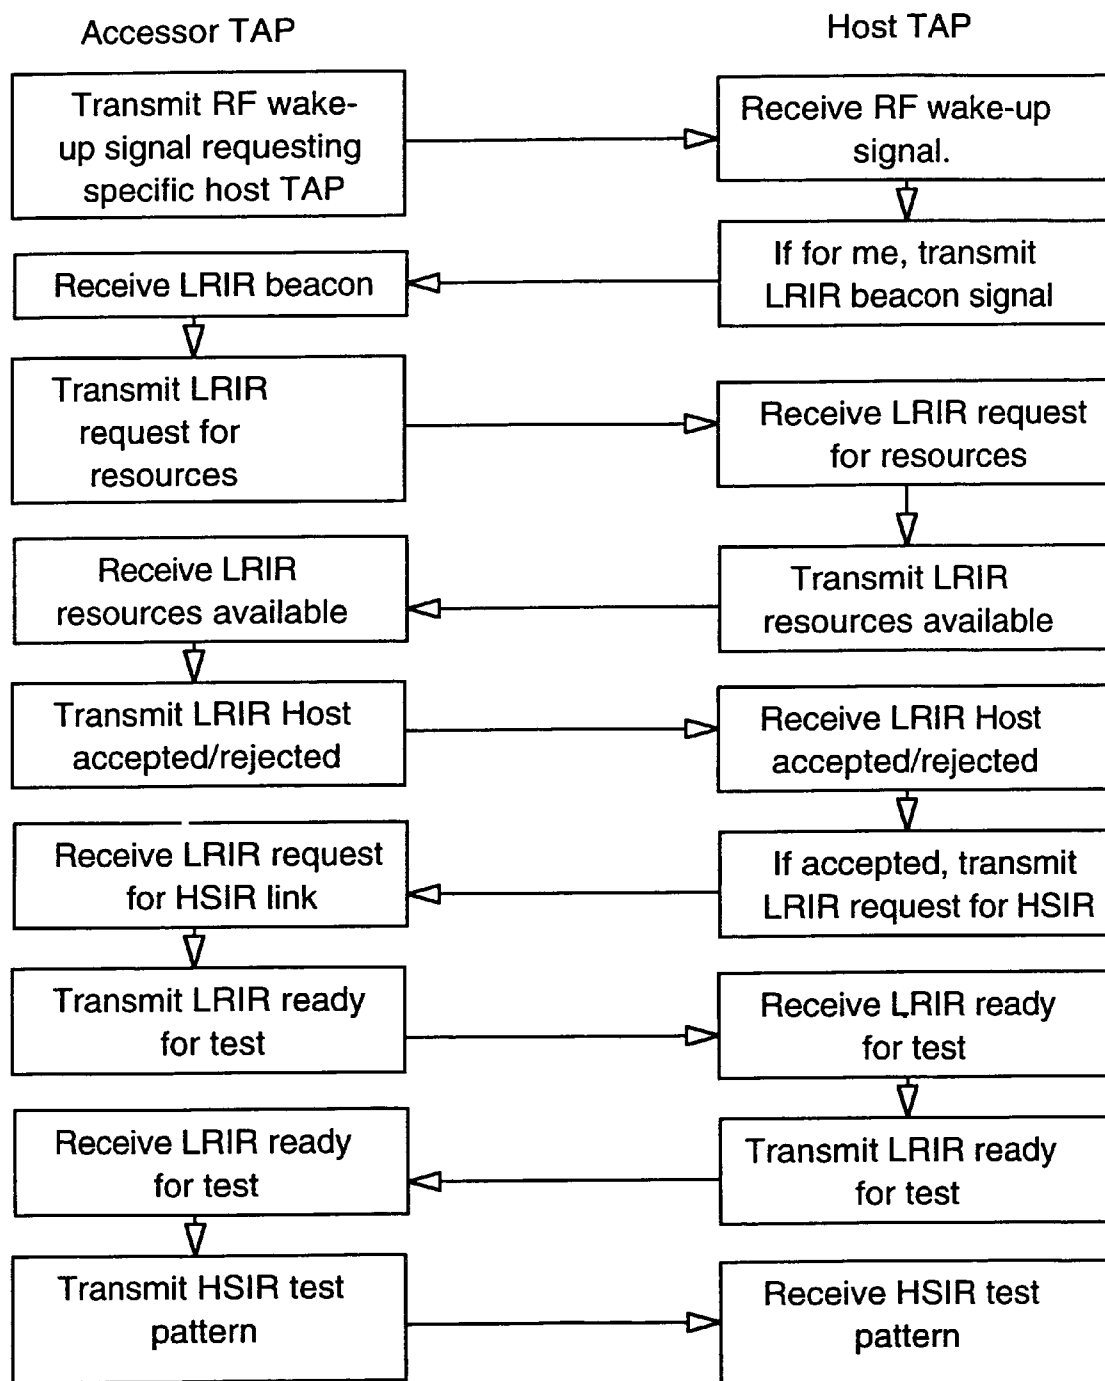 Accessor TAP
Host TAP
Transmit RF wake-
up signal requesting
specific host TAP
Receive RF wake-up
signal.
If for me, transmit
LRIR beacon signal
Receive LRIR beacon
Transmit LRIR
request for
resources
Receive LRIR request
for resources
Transmit LRIR
resources available
Receive LRIR
resources available
Transmit LRIR Host
accepted/rejected
Receive LRIR Host
accepted/rejected
If accepted, transmit
LRIR request for HSIR
Receive LRIR request
for HSIR link
Transmit LRIR ready
for test
Receive LRIR ready
for test
Transmit LRIR ready
for test
Receive LRIR ready
for test
Transmit HSIR test
pattern
Receive HSIR test
pattern